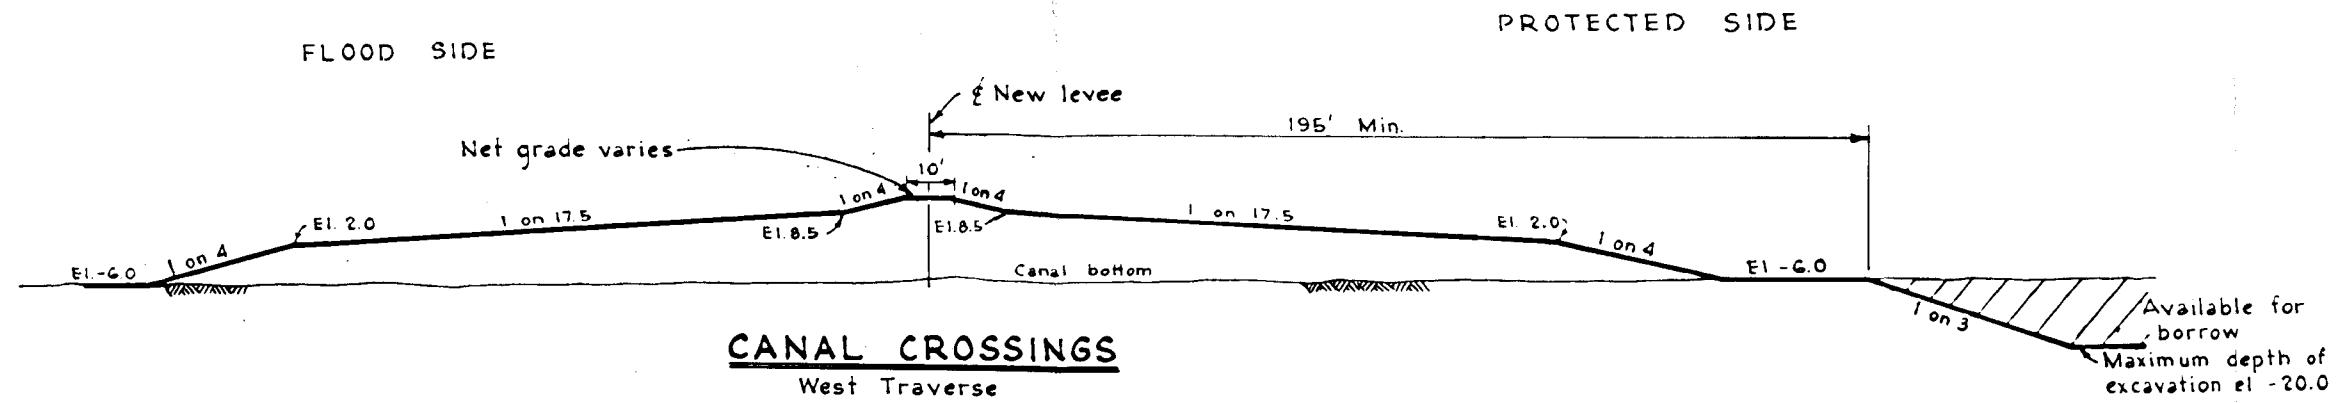 FLOOD SIDE
PROTECTED SIDE
₵ New levee
195' Min.
Net grade varies
10'
1 on 4
1 on 4
El. 2.0
1 on 17.5
El. 8.5
El. 8.5
1 on 17.5
El. 2.0
1 on 4
1 on 4
El. -6.0
Canal bottom
El -6.0
1 on 3
Available for
borrow
Maximum depth of
excavation el -20.0
CANAL CROSSINGS
West Traverse